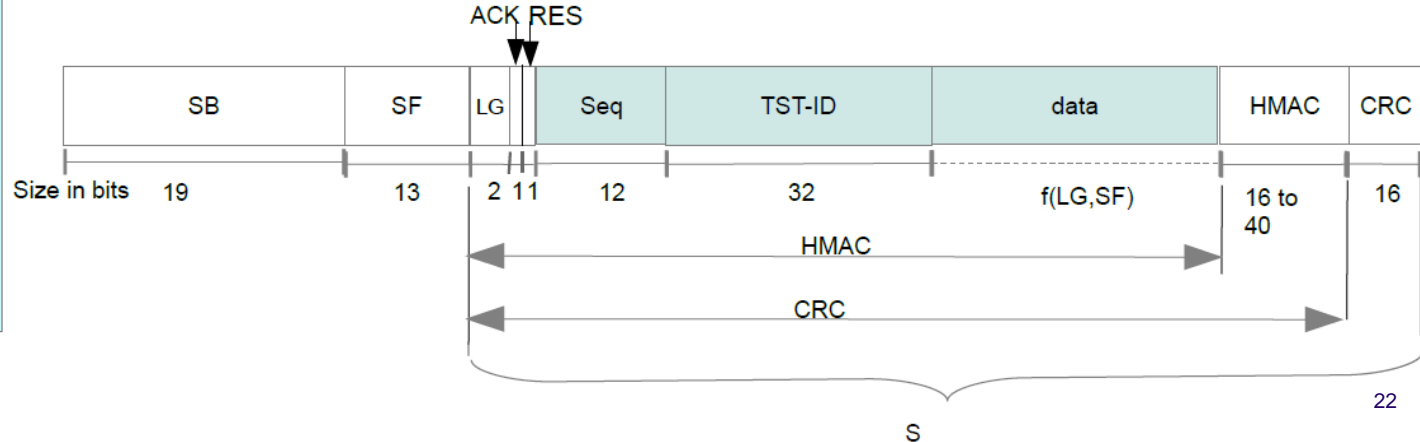 ACK RES
SB SF LG Seq TST-ID data HMAC CRC
Size in bits 19 13 2 1 1 12 32 f(LG,SF) 16 to 40 16
HMAC
CRC
22
S